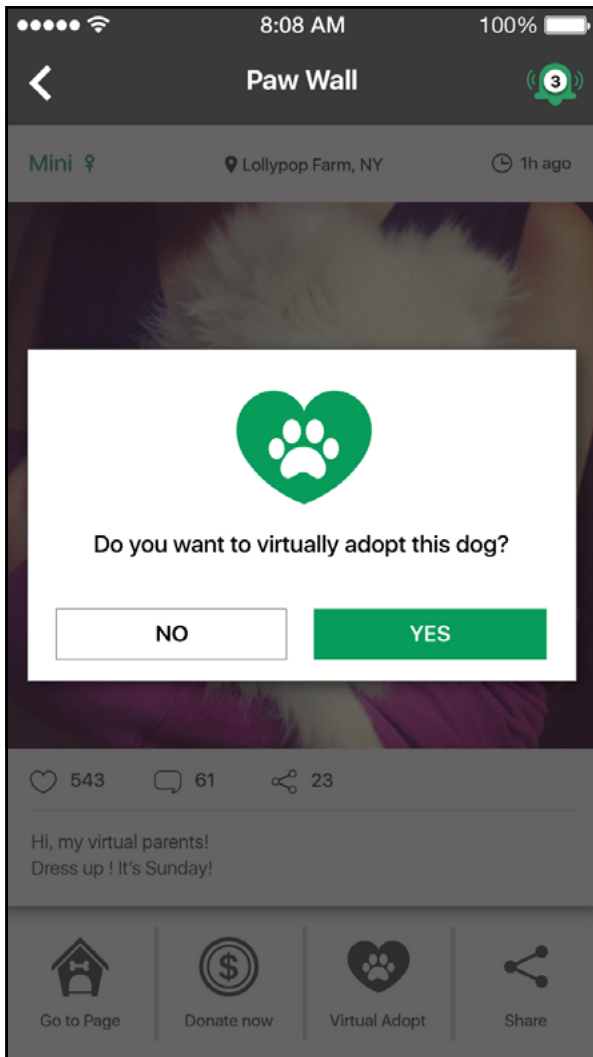 8:08 AM
100%
Paw Wall
3
Mini
Lollypop Farm, NY
1h ago
Do you want to virtually adopt this dog?
NO
YES
543
61
23
Hi, my virtual parents!
Dress up ! It's Sunday!
$
Go to Page
Donate now
Virtual Adopt
Share